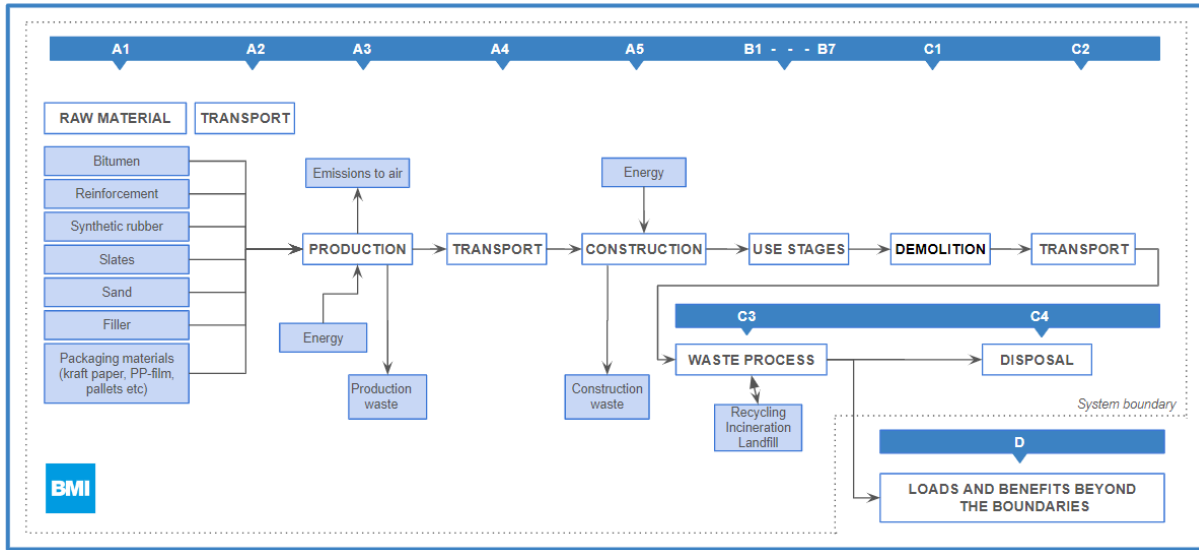 A1 A2 A3 A4 A5 B1 - - - B7 C1 C2
RAW MATERIAL
TRANSPORT
Bitumen
Reinforcement
Synthetic rubber
Slates
Sand
Filler
Packaging materials
(kraft paper, PP-film,
pallets etc)
Emissions to air
PRODUCTION
Energy
Production
waste
TRANSPORT
Energy
CONSTRUCTION
Construction
waste
USE STAGES
DEMOLITION
TRANSPORT
C3 C4
WASTE PROCESS
DISPOSAL
Recycling
Incineration
Landfill
System boundary
D
LOADS AND BENEFITS BEYOND
THE BOUNDARIES
BMI